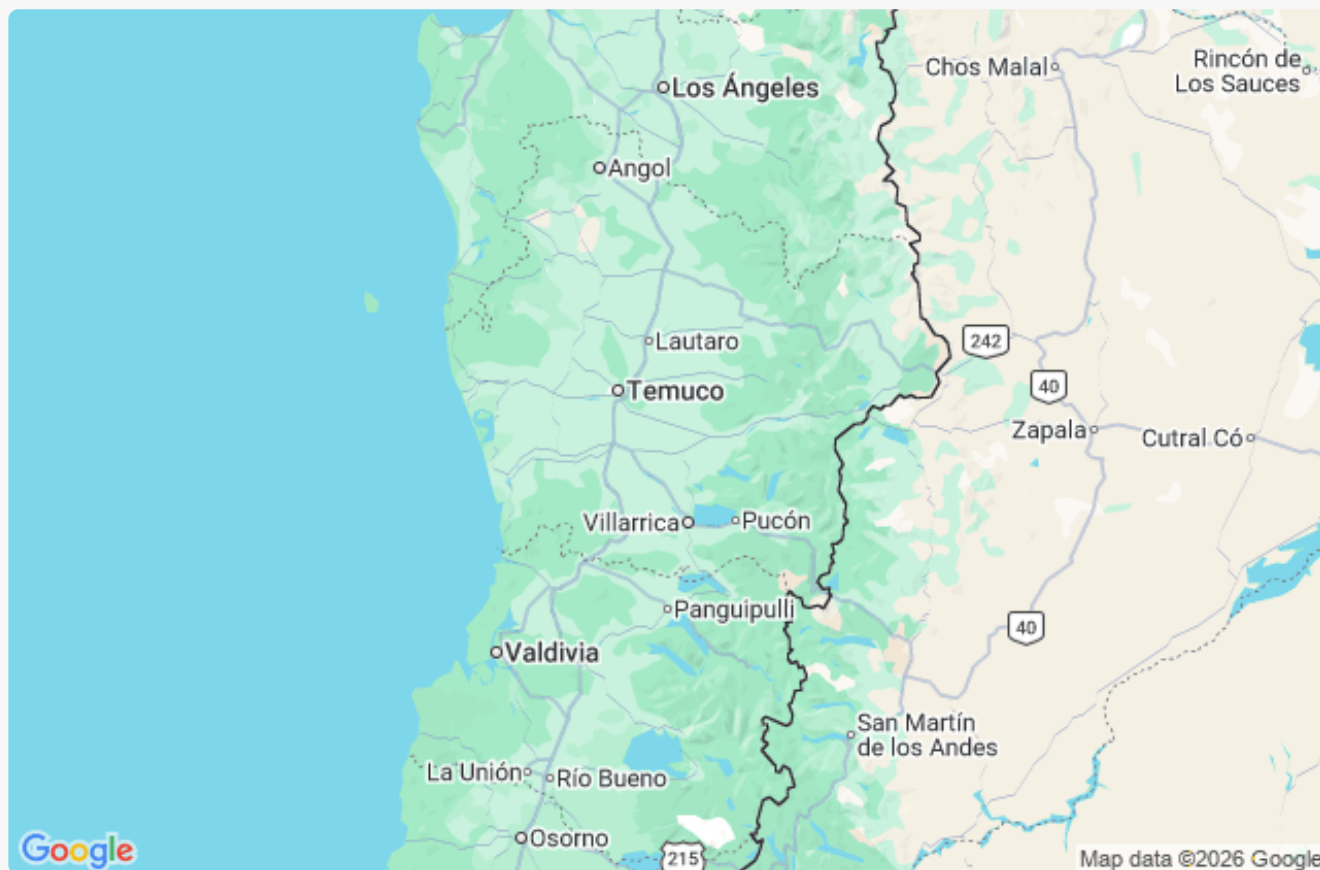 Chos Malal
Rincón de
Los Sauces
Los Ángeles
Angol
242
Lautaro
40
Temuco
Zapala
Cutral Có
Villarrica
Pucón
Panguipulli
40
Valdivia
San Martín
de los Andes
La Unión
Río Bueno
Osorno
215
Google
Map data ©2026 Google